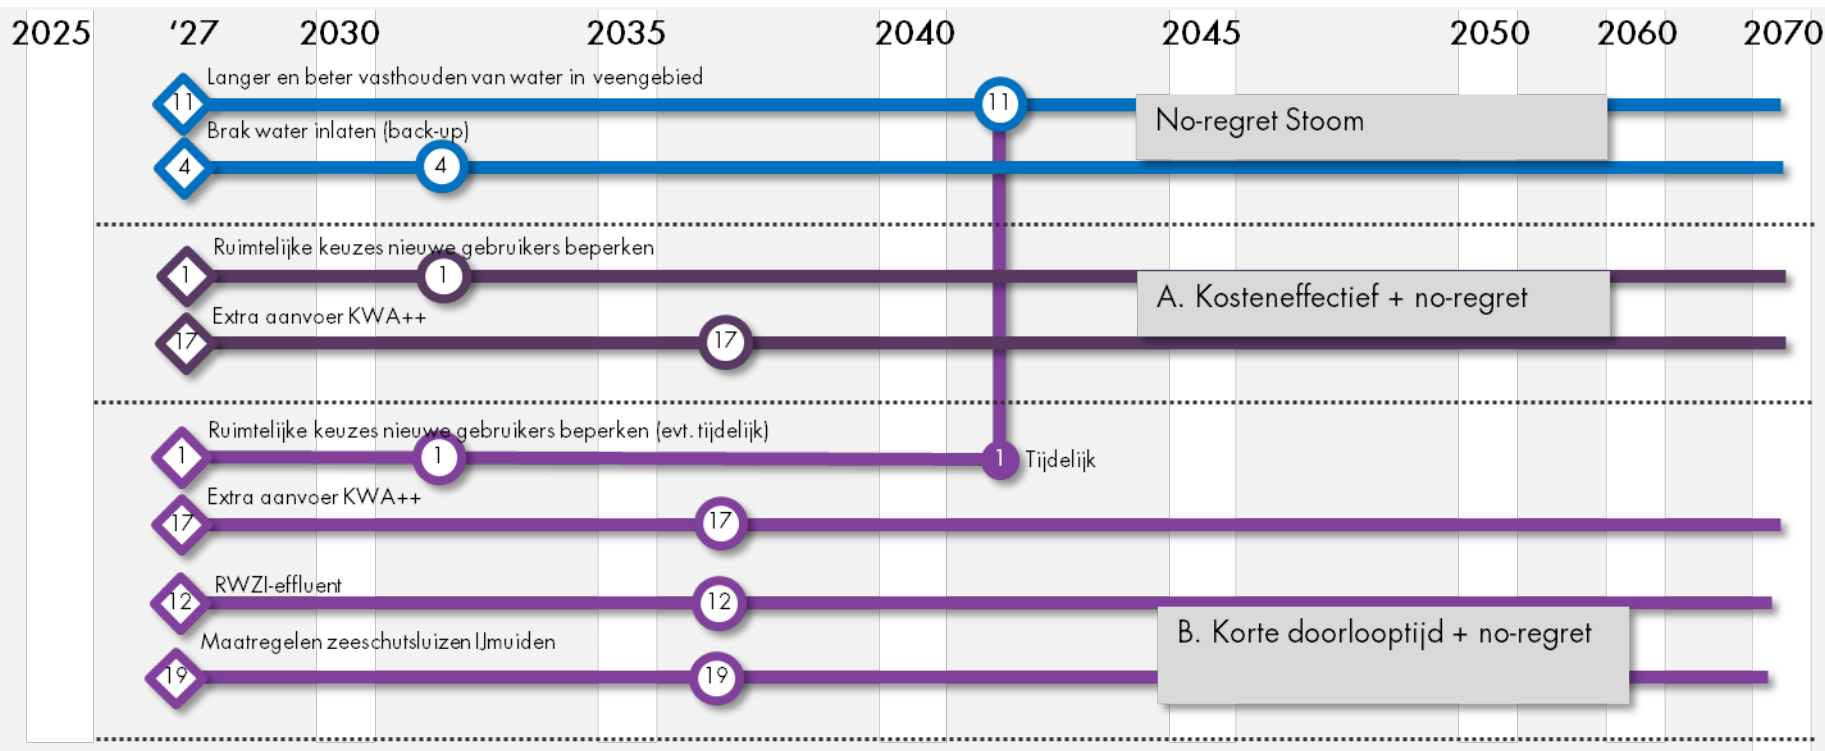 2025 ‘27 2030 2035 2040 2045 2050 2060 2070
Langer en beter vasthouden van water in veengebied
11 11
No-regret Stoom
Brak water inlaten (back-up)
4 4
Ruimtelijke keuzes nieuwe gebruikers beperken
1 1
A. Kosteneffectief + no-regret
Extra aanvoer KWA++
17 17
Ruimtelijke keuzes nieuwe gebruikers beperken (evt. tijdelijk)
1 1 1 Tijdelijk
Extra aanvoer KWA++
17 17
RWZI-effluent
12 12
B. Korte doorlooptijd + no-regret
Maatregelen zeeschutsluizen IJmuiden
19 19